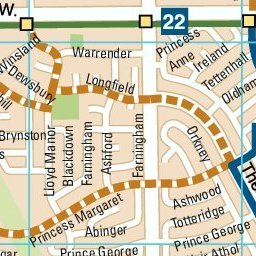 W.
22
Winsland
Warrender
Princess
Anne
Ireland
Tettenhall
Oldham
Dewsbury
Longfield
Brynston
Lloyd Manor
Blackdown
Farningham
Ashford
Farningham
Orkney
The
Princess Margaret
Ashwood
Totteridge
Abinger
Prince George
Prince George
Athol